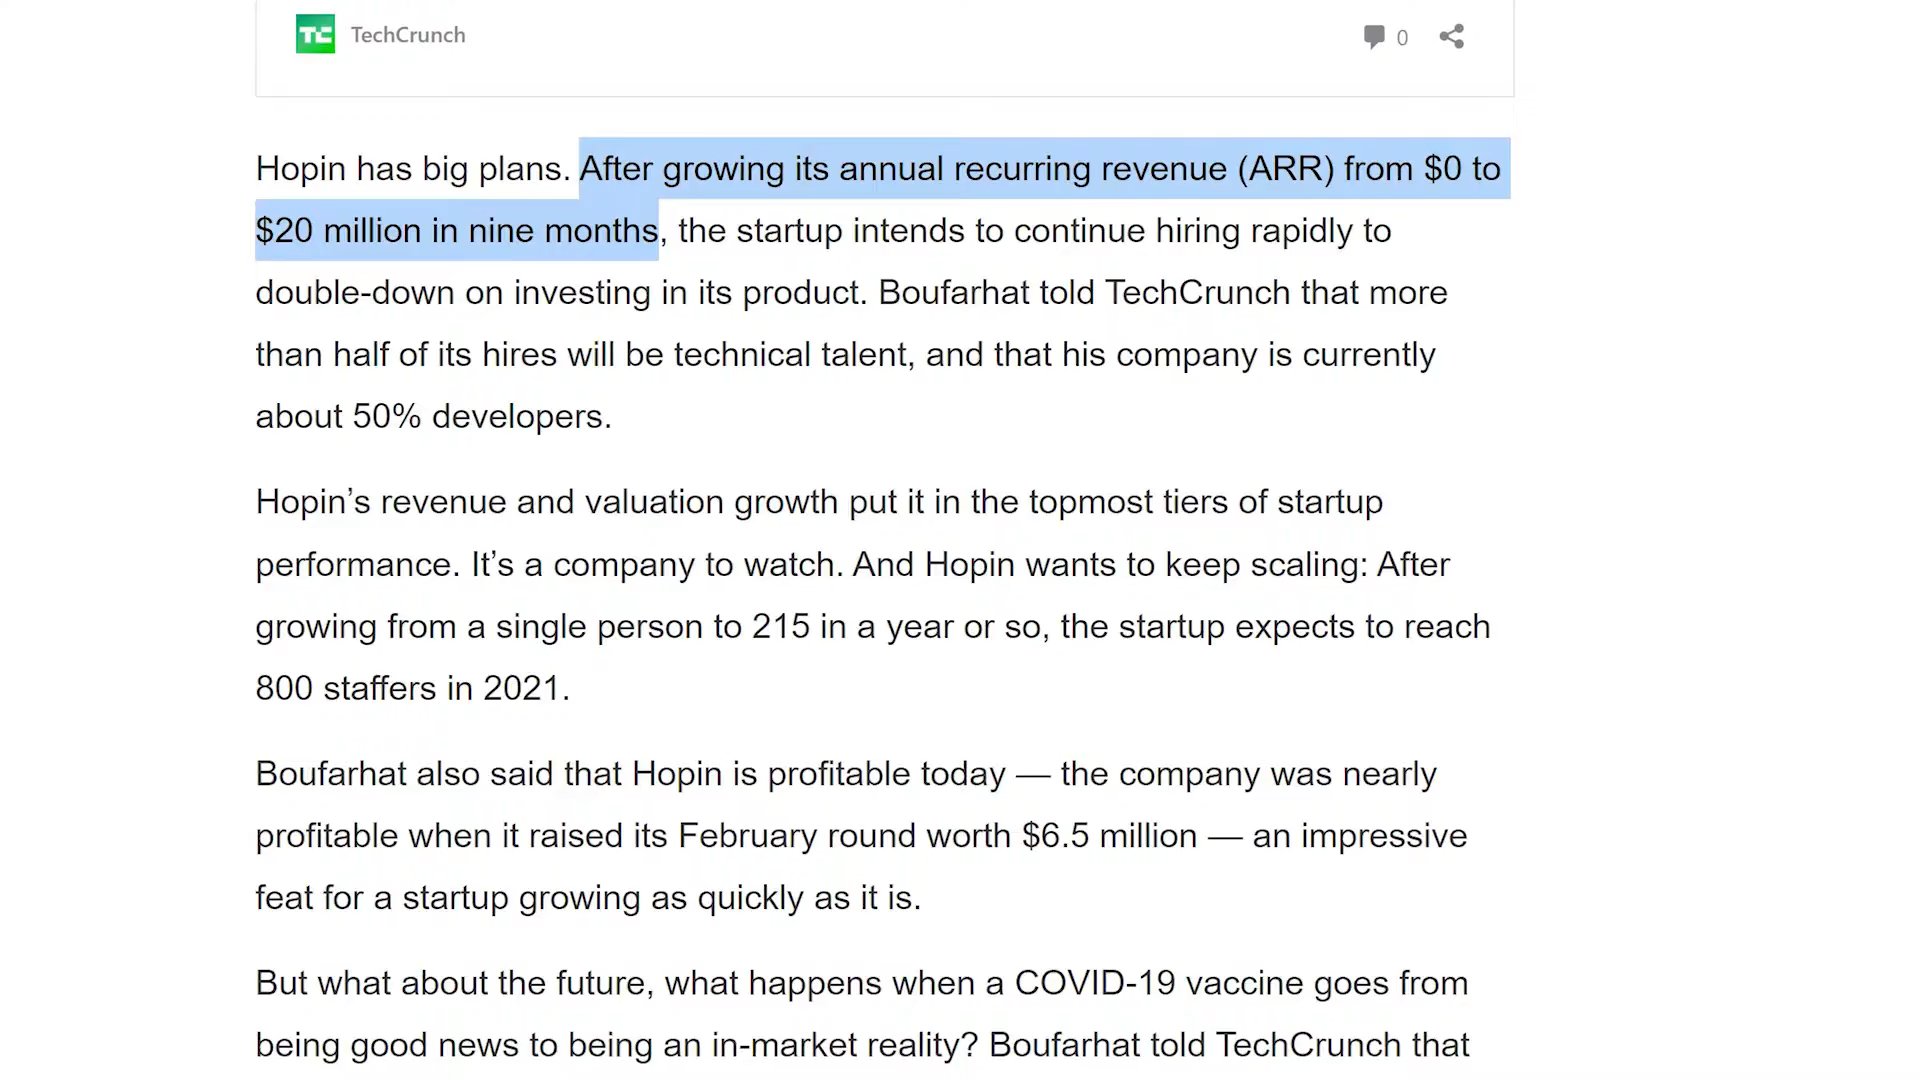 TC TechCrunch 0
Hopin has big plans. After growing its annual recurring revenue (ARR) from $0 to
$20 million in nine months, the startup intends to continue hiring rapidly to
double-down on investing in its product. Boufarhat told TechCrunch that more
than half of its hires will be technical talent, and that his company is currently
about 50% developers.
Hopin’s revenue and valuation growth put it in the topmost tiers of startup
performance. It’s a company to watch. And Hopin wants to keep scaling: After
growing from a single person to 215 in a year or so, the startup expects to reach
800 staffers in 2021.
Boufarhat also said that Hopin is profitable today — the company was nearly
profitable when it raised its February round worth $6.5 million — an impressive
feat for a startup growing as quickly as it is.
But what about the future, what happens when a COVID-19 vaccine goes from
being good news to being an in-market reality? Boufarhat told TechCrunch that